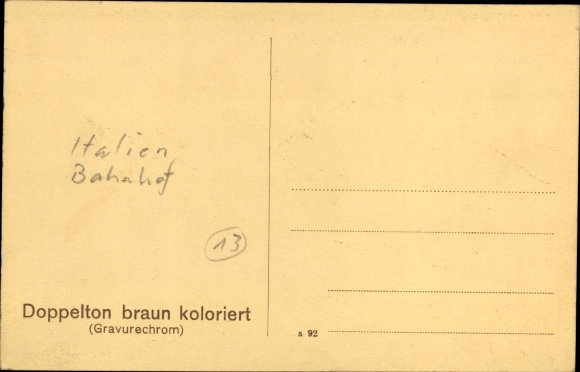 Italien
Bahnhof
13
Doppelton braun koloriert
(Gravurechrom)
a 92